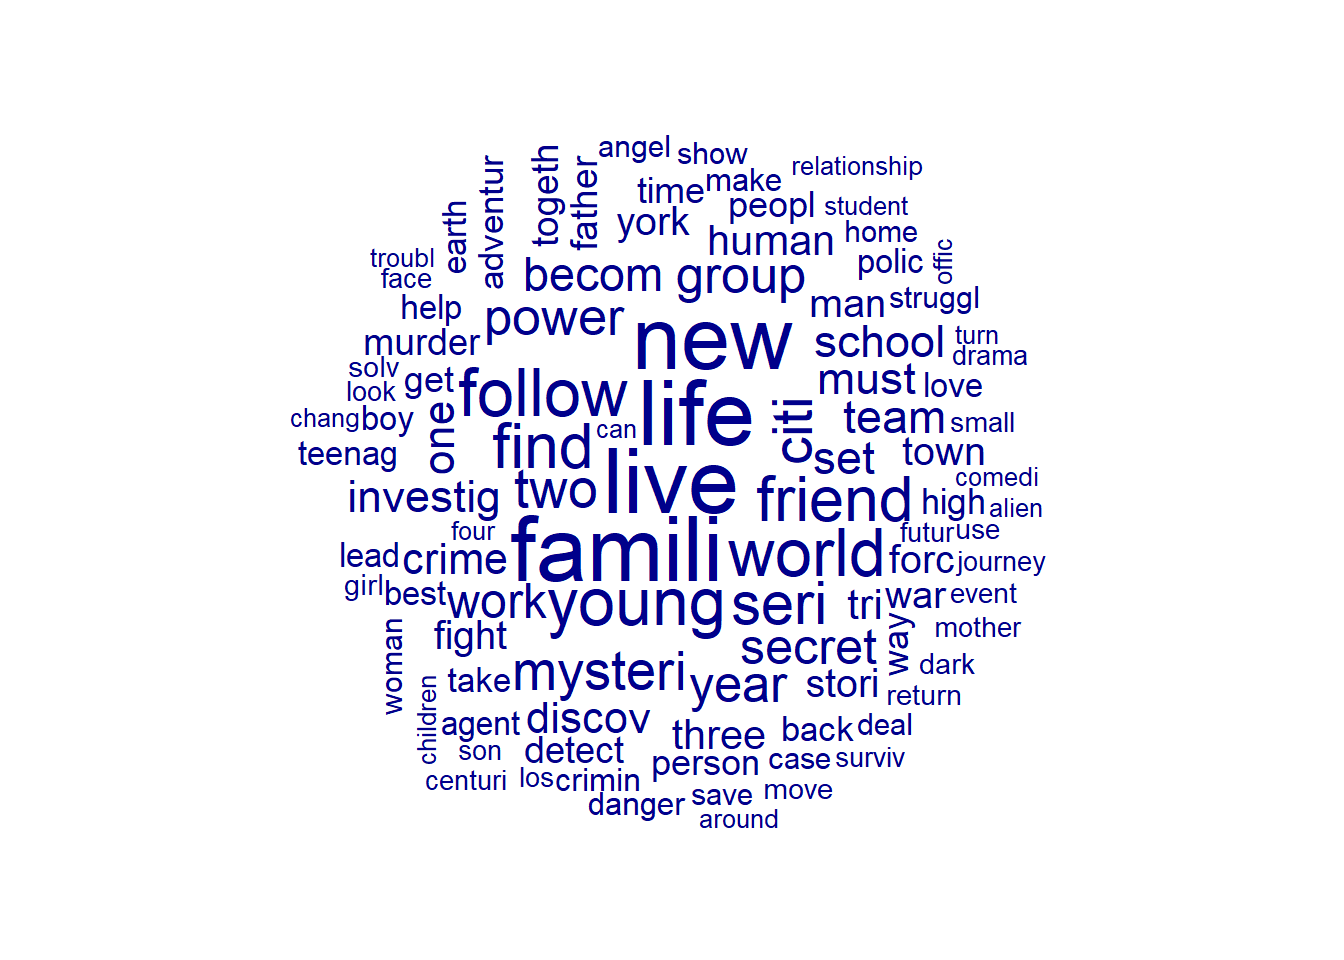 angel show relationship
togeth father time make
adventur york peopl student
earth human home
troubl becom group polic offic
face
help power man struggl
murder new school turn
solv drama
look get follow life must love
chang boy one find can citi team small
teenag set town
investig two live friend high comedi
alien
four famili world futur use
lead crime forc journey
girl best work young seri tri war event
fight secret way mother
woman take mysteri year stori dark
children return
agent discov three back deal
son detect person case surviv
centuri los crimin danger save move
around